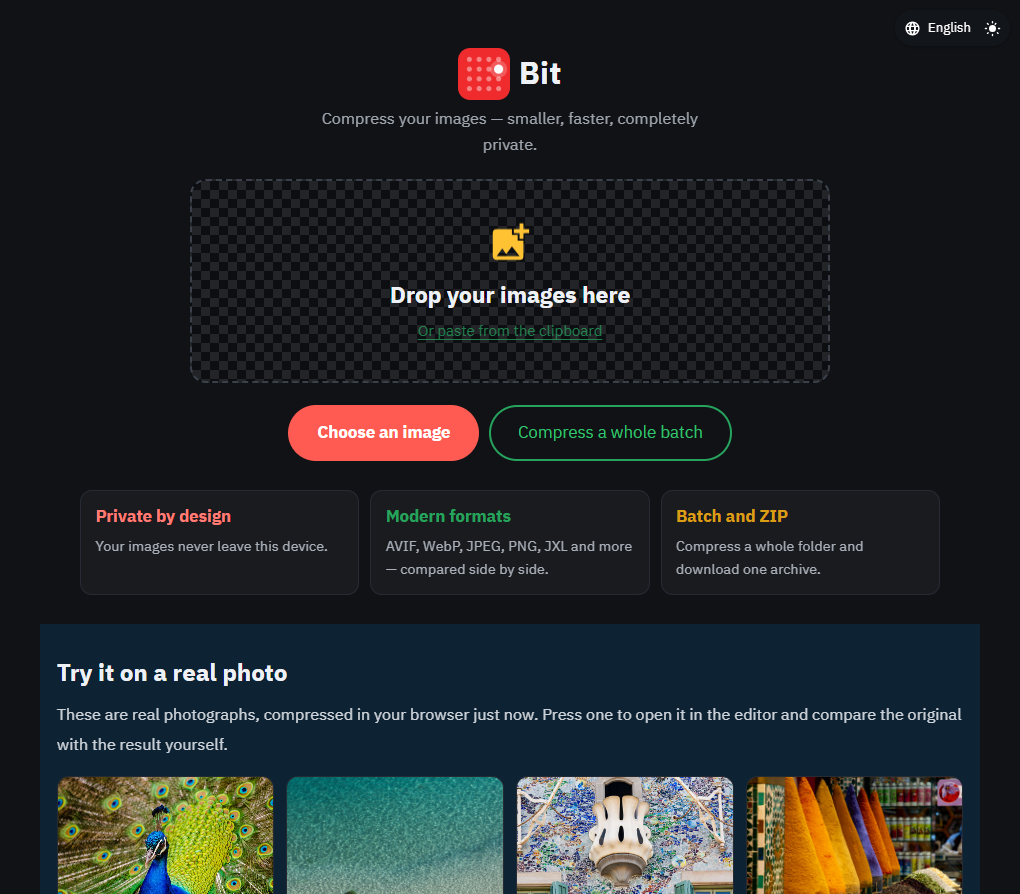 English
Bit
Compress your images — smaller, faster, completely
private.
Drop your images here
Or paste from the clipboard
Choose an image
Compress a whole batch
Private by design
Your images never leave this device.
Modern formats
AVIF, WebP, JPEG, PNG, JXL and more
— compared side by side.
Batch and ZIP
Compress a whole folder and
download one archive.
Try it on a real photo
These are real photographs, compressed in your browser just now. Press one to open it in the editor and compare the original
with the result yourself.